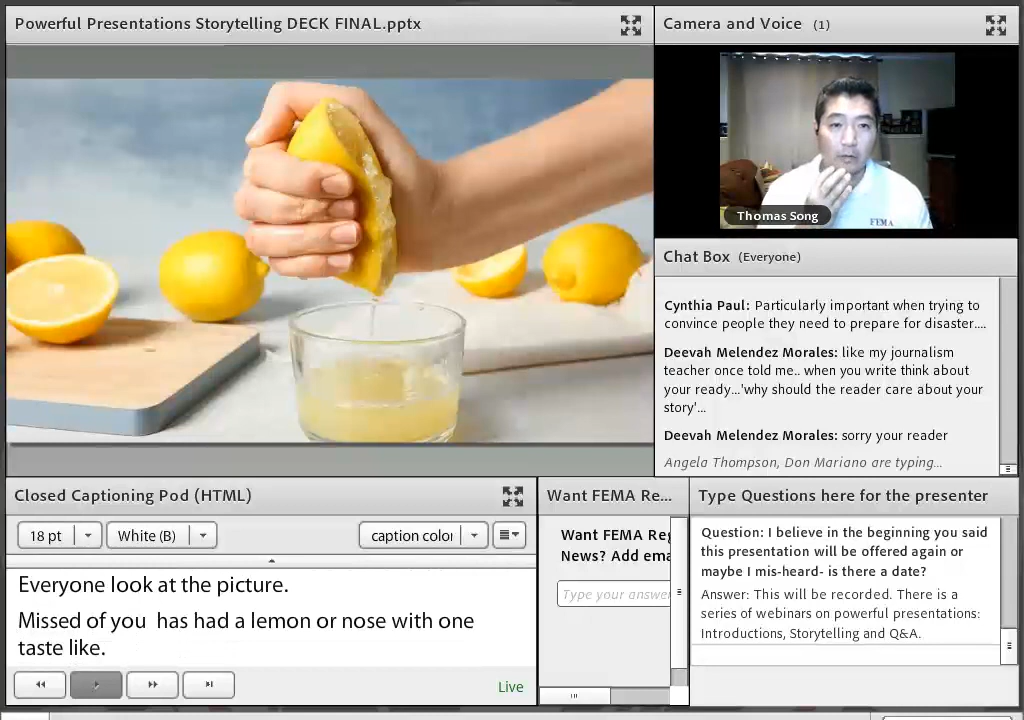 Powerful Presentations Storytelling DECK FINAL.pptx
Camera and Voice (1)
Thomas Song
FEMA
Chat Box (Everyone)
Cynthia Paul: Particularly important when trying to
convince people they need to prepare for disaster....
Deevah Melendez Morales: like my journalism
teacher once told me.. when you write think about
your ready...'why should the reader care about your
story'...
Deevah Melendez Morales: sorry your reader
Angela Thompson, Don Mariano are typing...
Closed Captioning Pod (HTML)
18 pt
White (B)
caption color
Everyone look at the picture.
Missed of you has had a lemon or nose with one
taste like.
Live
Want FEMA Re...
Want FEMA Reg
News? Add ema
Type your answer
Type Questions here for the presenter
Question: I believe in the beginning you said
this presentation will be offered again or
maybe I mis-heard- is there a date?
Answer: This will be recorded. There is a
series of webinars on powerful presentations:
Introductions, Storytelling and Q&A.